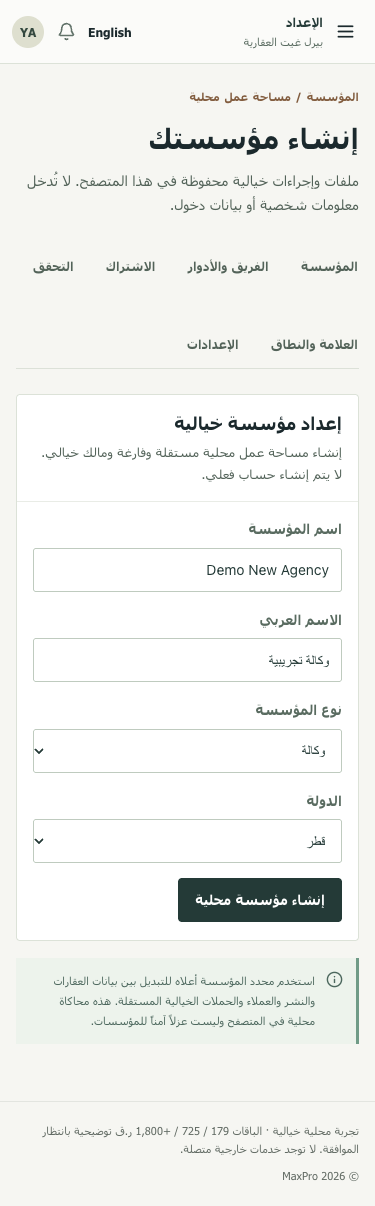 الإعداد
بيرل غيت العقارية
English
YA
المؤسسة / مساحة عمل محلية
إنشاء مؤسستك
ملفات وإجراءات خيالية محفوظة في هذا المتصفح. لا تُدخل
معلومات شخصية أو بيانات دخول.
المؤسسة الفريق والأدوار الاشتراك التحقق
العلامة والنطاق الإعدادات
إعداد مؤسسة خيالية
إنشاء مساحة عمل محلية مستقلة وفارغة ومالك خيالي.
لا يتم إنشاء حساب فعلي.
اسم المؤسسة
Demo New Agency
الاسم العربي
وكالة تجريبية
نوع المؤسسة
وكالة
الدولة
قطر
إنشاء مؤسسة محلية
استخدم محدد المؤسسة أعلاه للتبديل بين بيانات العقارات
والنشر والعملاء والحملات الخيالية المستقلة. هذه محاكاة
محلية في المتصفح وليست عزلاً آمناً للمؤسسات.
تجربة محلية خيالية · الباقات 179 / 725 / +1,800 ر.ق توضيحية بانتظار
الموافقة. لا توجد خدمات خارجية متصلة.
© 2026 MaxPro